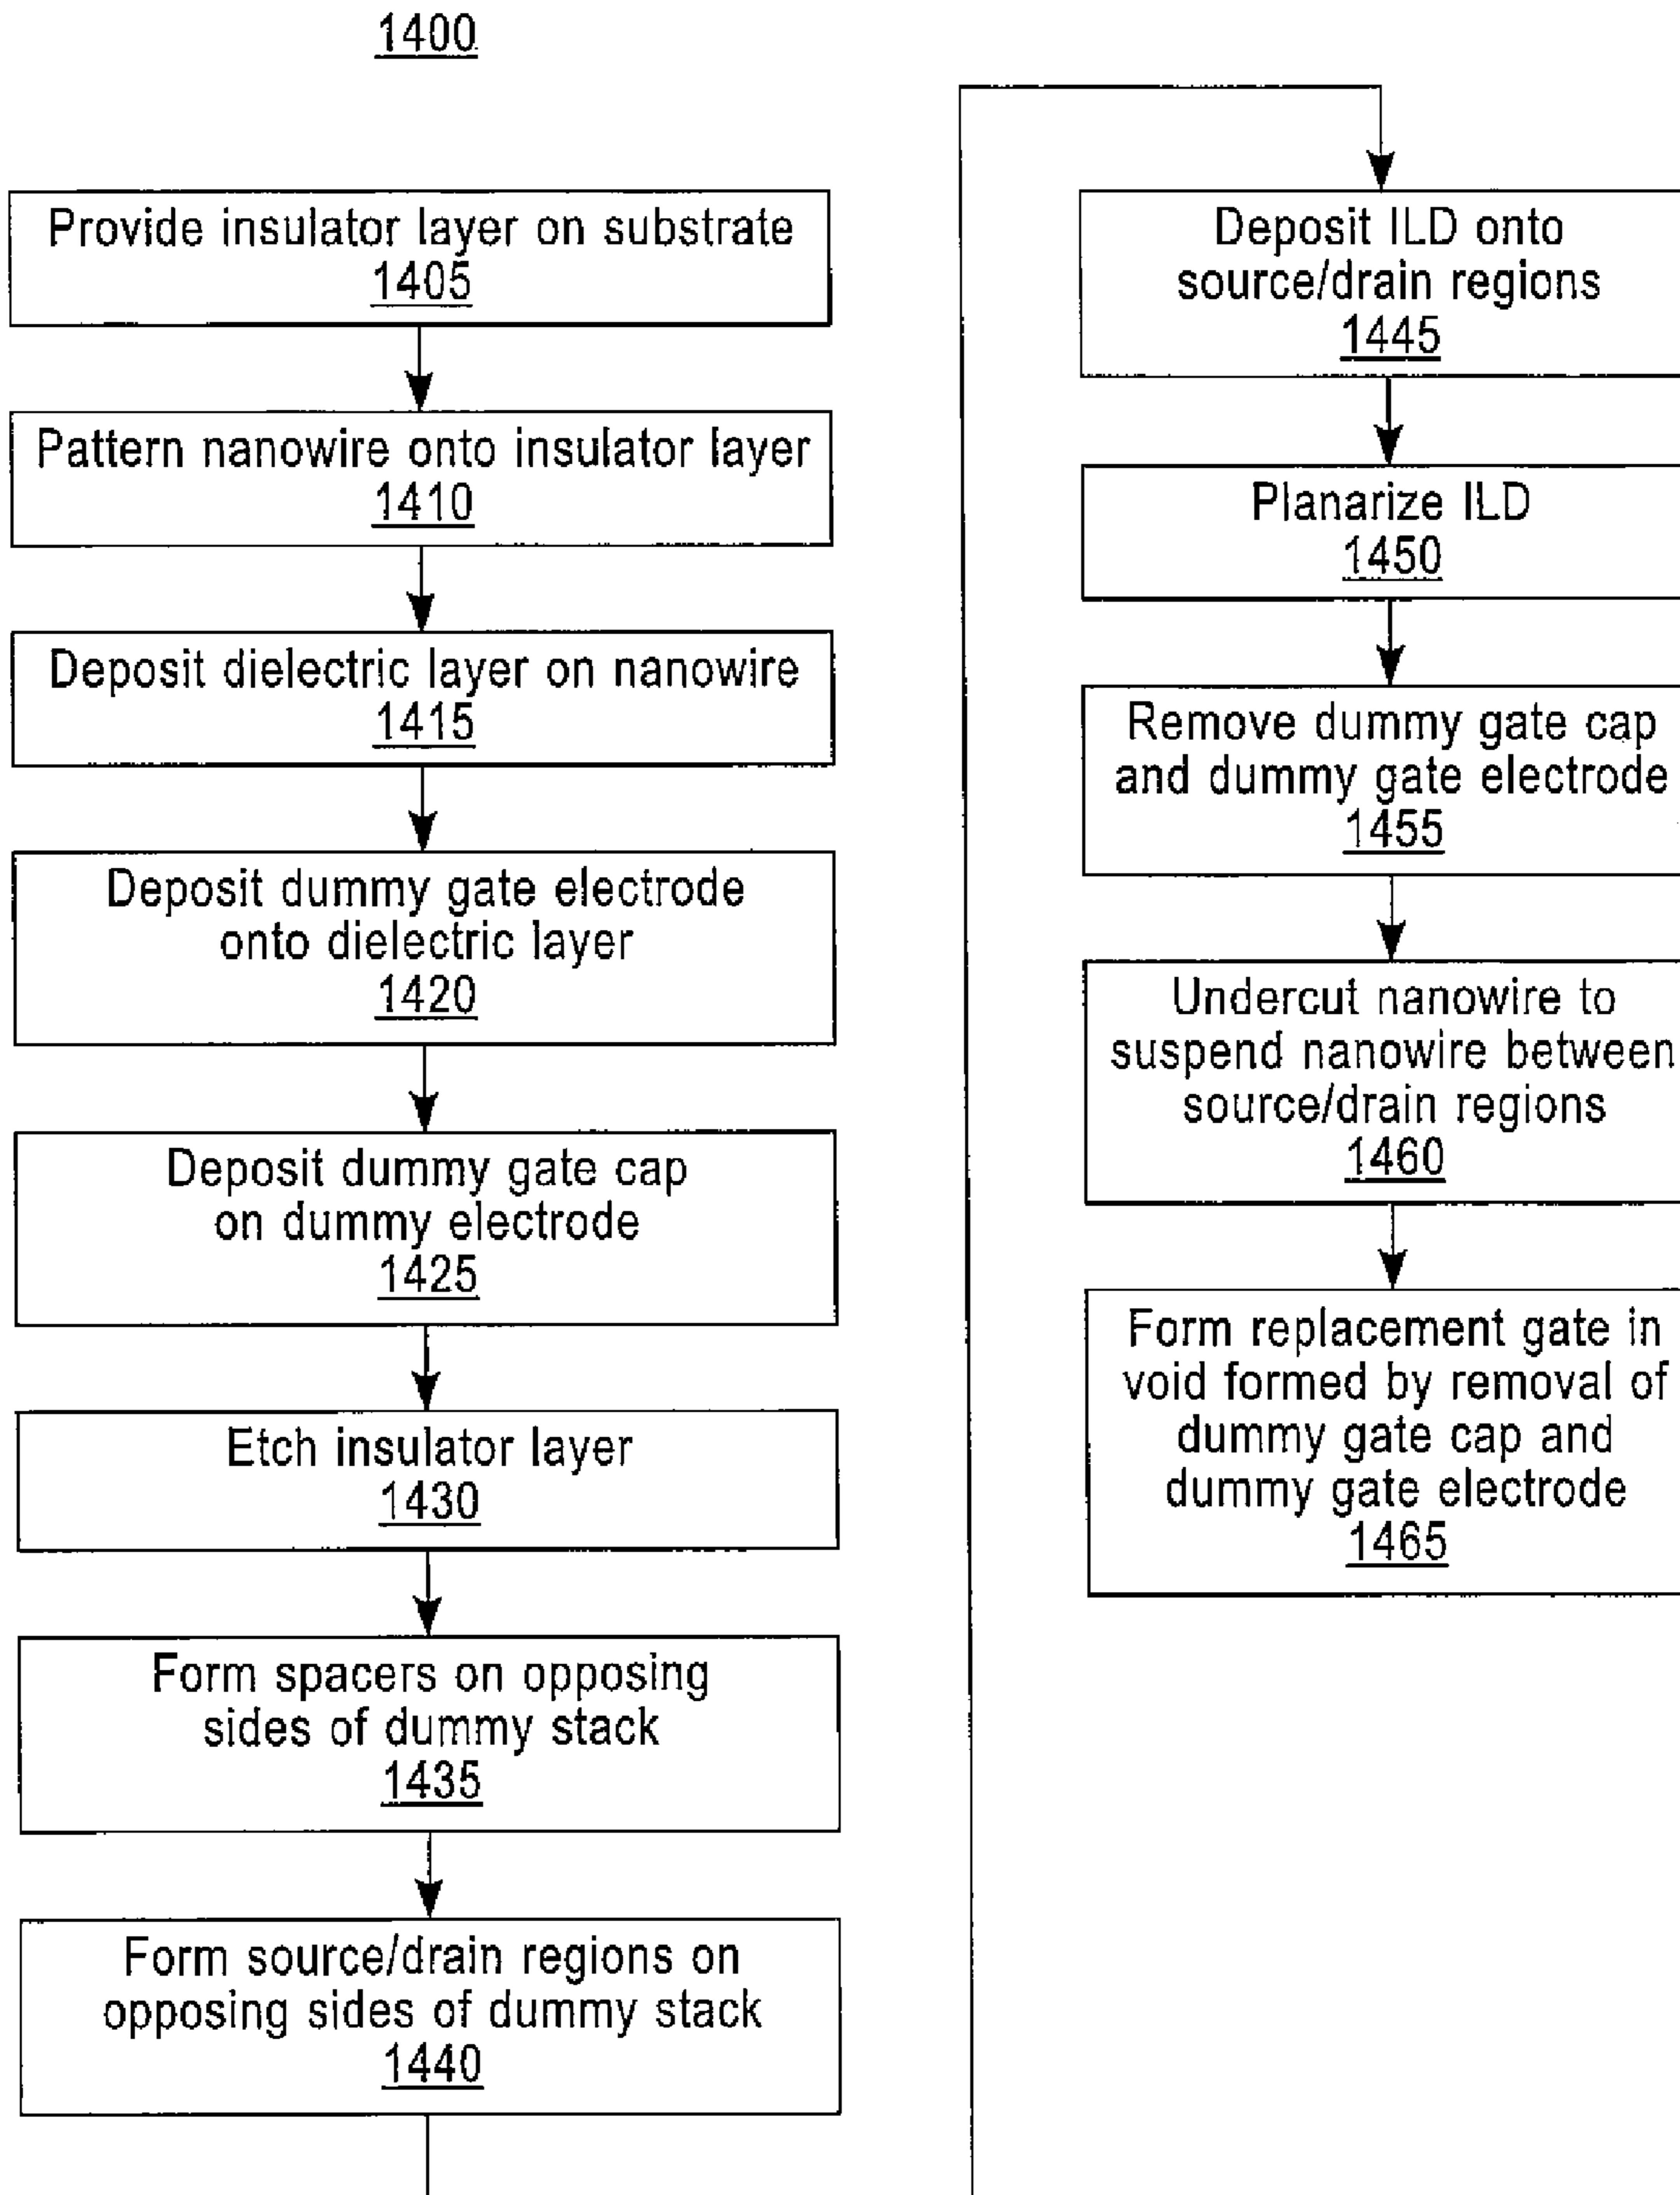 1400
Provide insulator layer on substrate
1405
Pattern nanowire onto insulator layer
1410
Deposit dielectric layer on nanowire
1415
Deposit dummy gate electrode
onto dielectric layer
1420
Deposit dummy gate cap
on dummy electrode
1425
Etch insulator layer
1430
Form spacers on opposing
sides of dummy stack
1435
Form source/drain regions on
opposing sides of dummy stack
1440
Deposit ILD onto
source/drain regions
1445
Planarize ILD
1450
Remove dummy gate cap
and dummy gate electrode
1455
Undercut nanowire to
suspend nanowire between
source/drain regions
1460
Form replacement gate in
void formed by removal of
dummy gate cap and
dummy gate electrode
1465